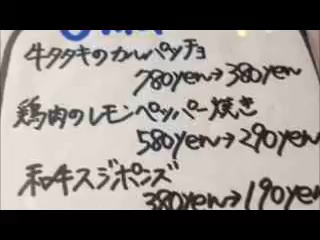 牛タタキのカルパッチョ
780yen→380yen
鶏肉のレモンペッパー焼き
580yen→290yen
和牛スジポンズ
380yen→190yen